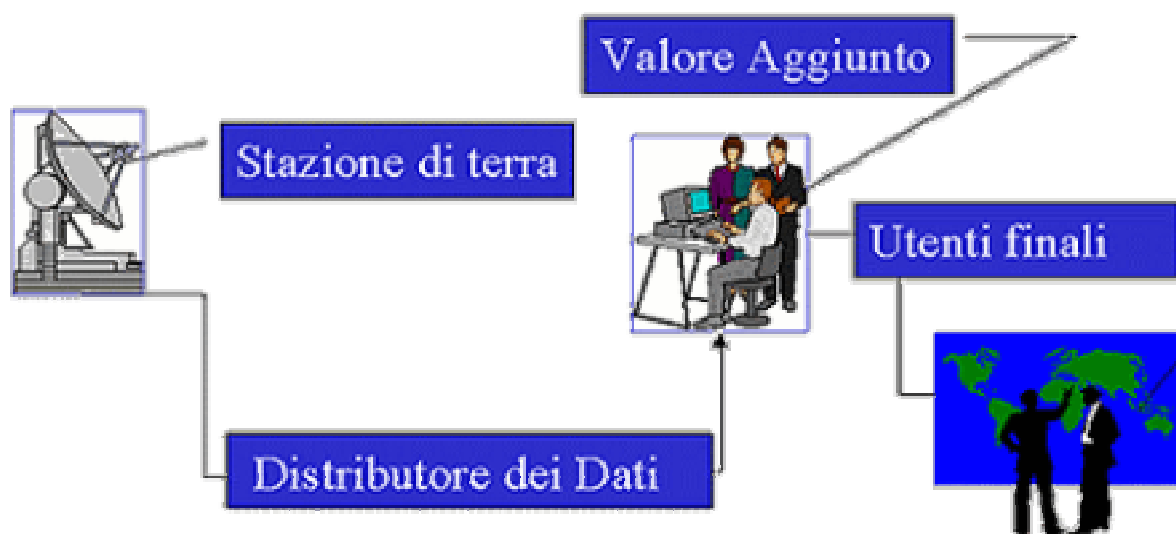 Valore Aggiunto
Stazione di terra
Utenti finali
Distributore dei Dati